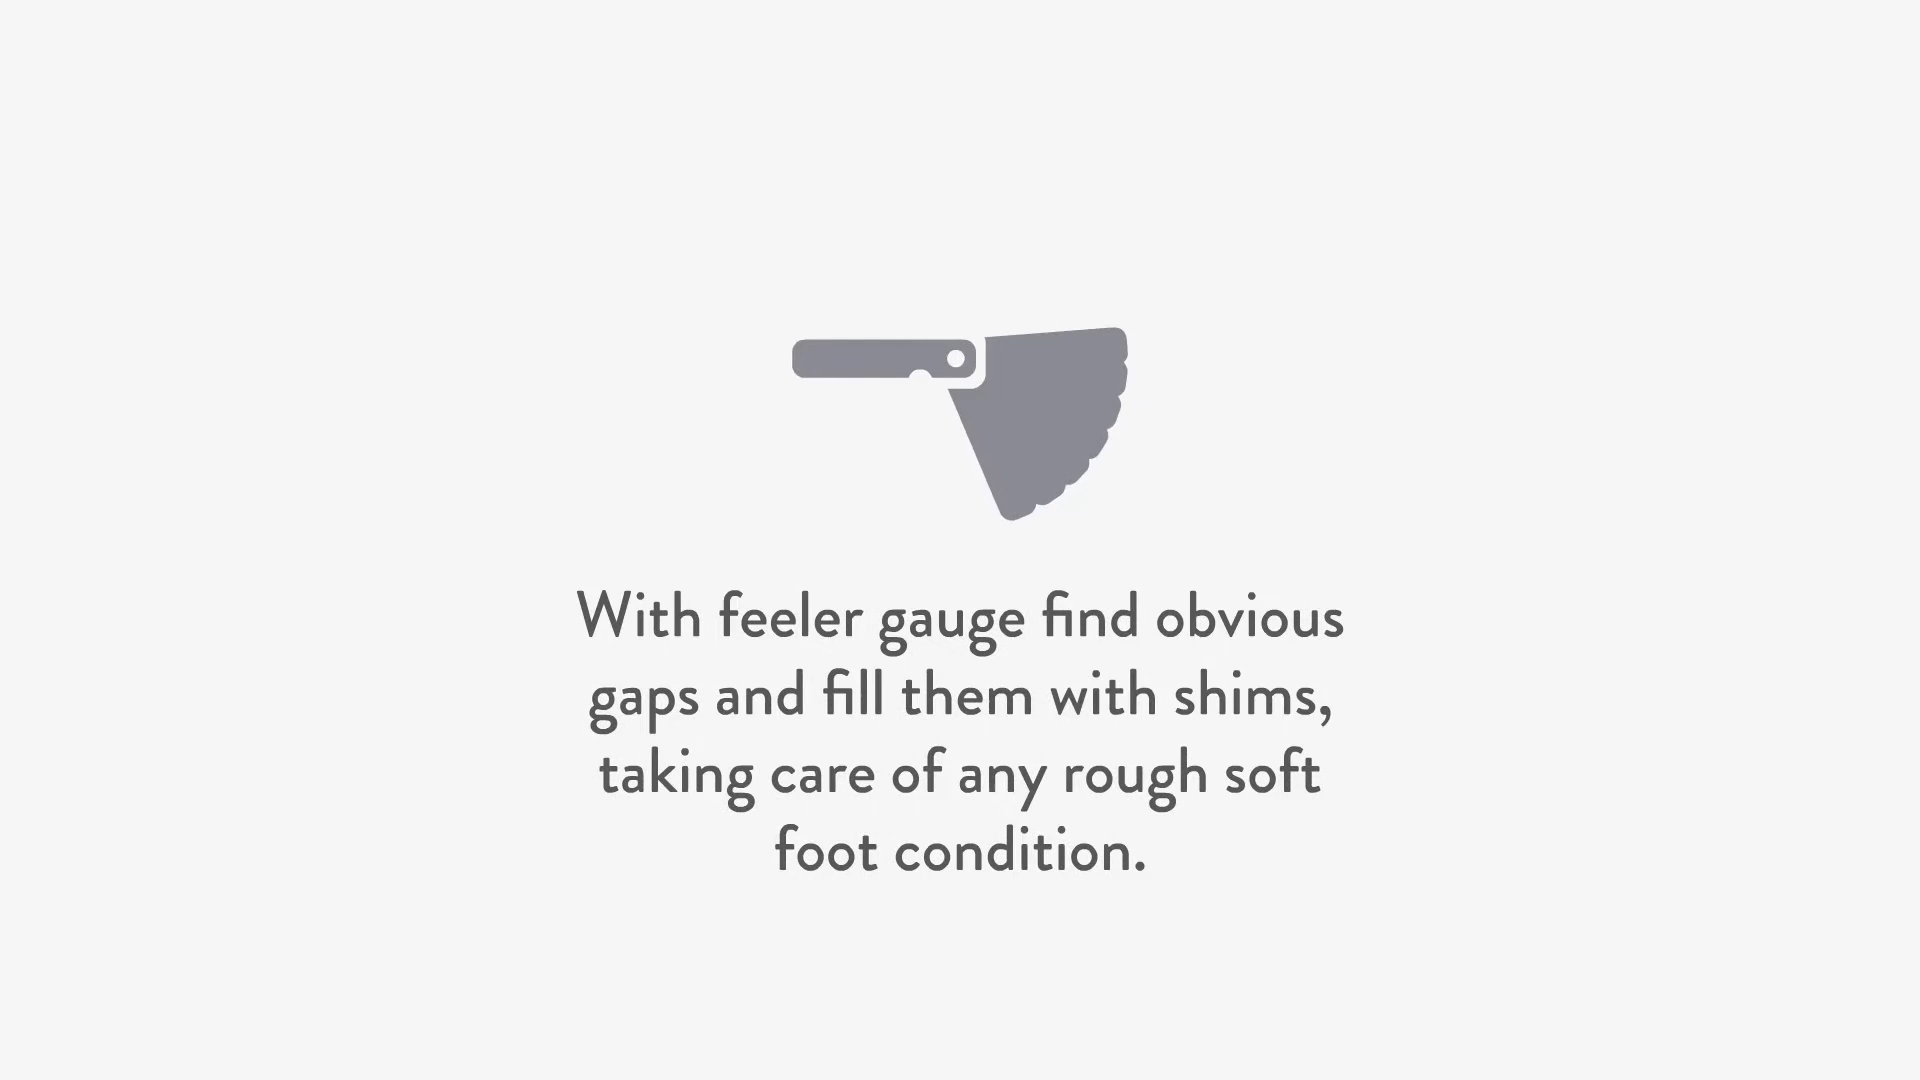 With feeler gauge find obvious
gaps and fill them with shims,
taking care of any rough soft
foot condition.